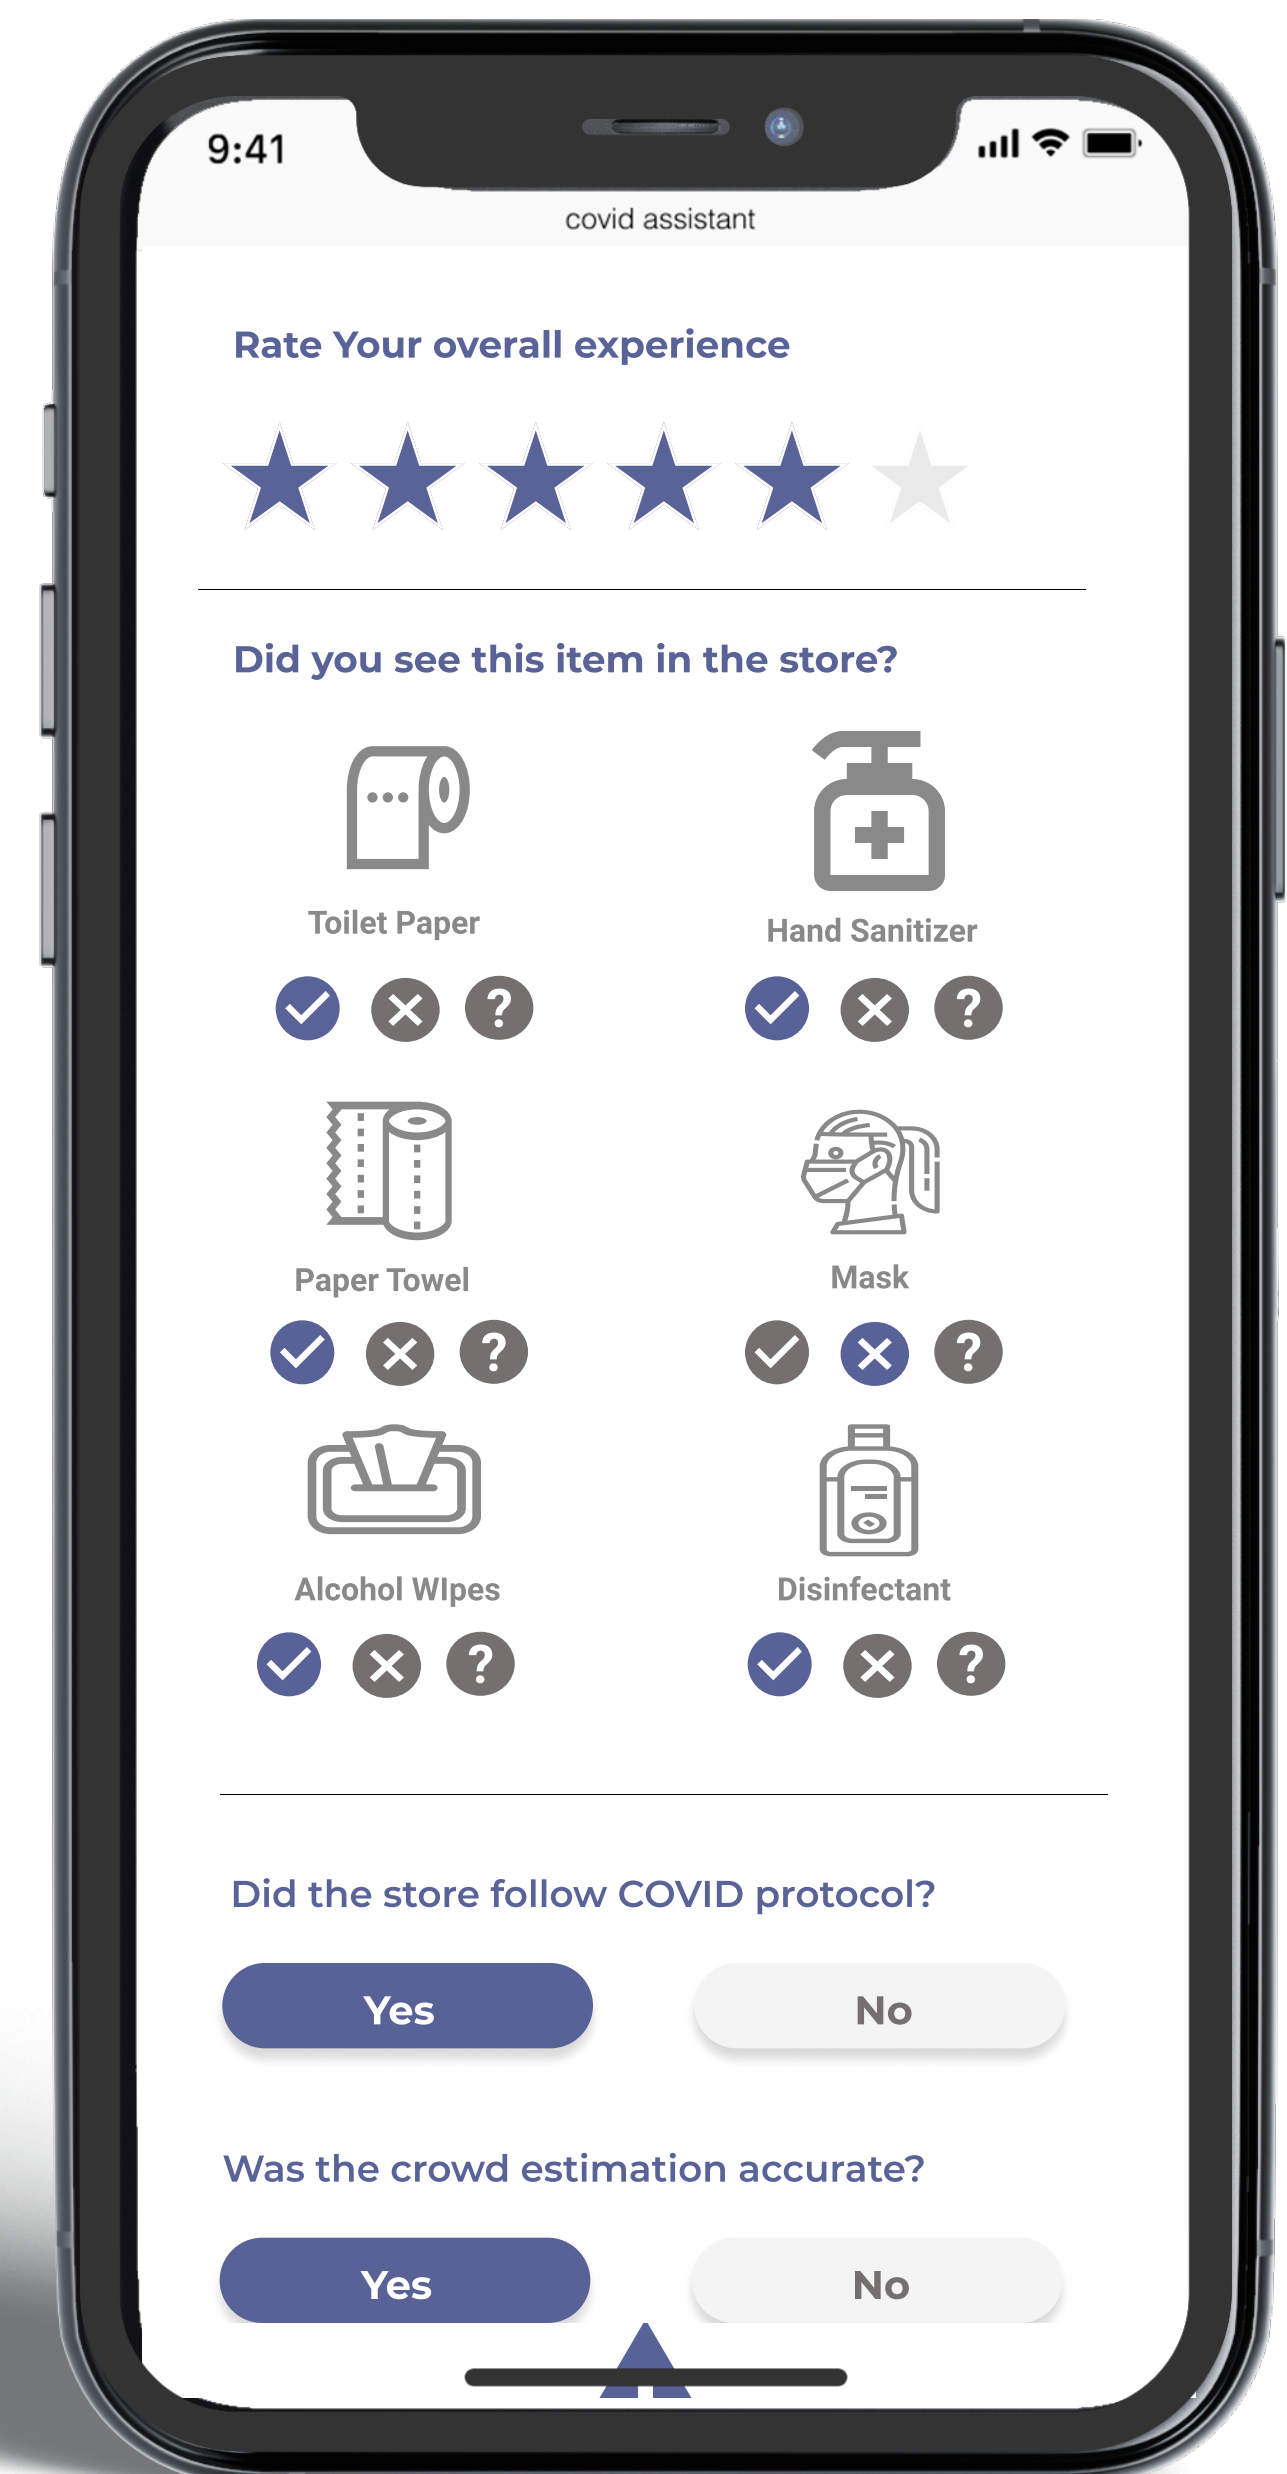 9:41
covid assistant
Rate Your overall experience
Did you see this item in the store?
Toilet Paper
Hand Sanitizer
? ?
Paper Towel
Mask
? ?
Alcohol WIpes
Disinfectant
? ?
Did the store follow COVID protocol?
Yes No
Was the crowd estimation accurate?
Yes No